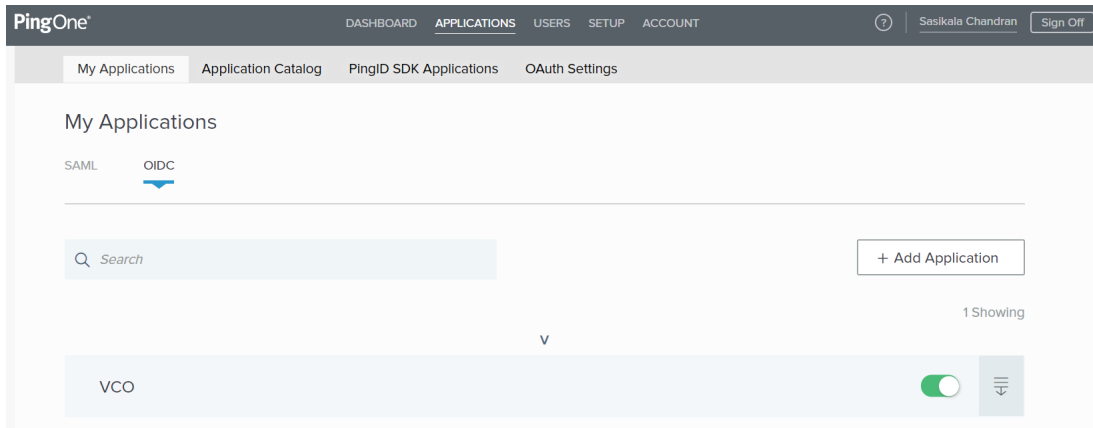 PingOne®
DASHBOARD APPLICATIONS USERS SETUP ACCOUNT
? Sasikala Chandran Sign Off
My Applications Application Catalog PingID SDK Applications OAuth Settings
My Applications
SAML OIDC
Search
+ Add Application
1 Showing
V
VCO